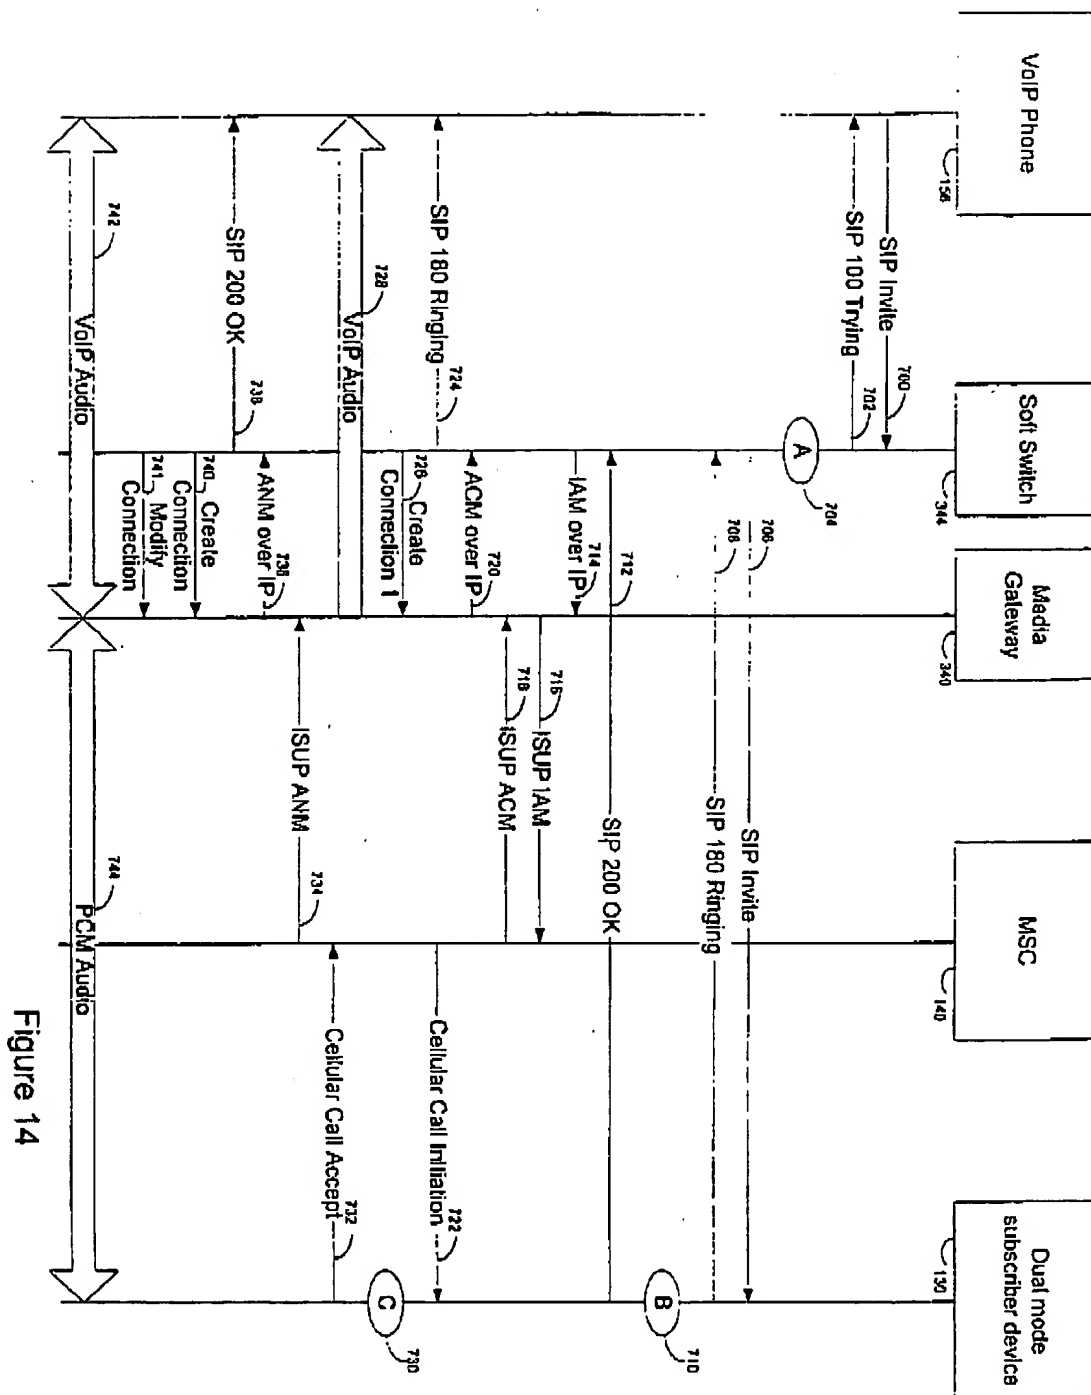 VoIP Phone
156
Soft Switch
344
Media
Gateway
340
MSC
140
Dual mode
subscriber device
130
SIP Invite
700
SIP 100 Trying
702
A
704
706
SIP Invite
708
SIP 180 Ringing
B
710
712
SIP 200 OK
IAM over IP
714
716
ISUP IAM
718
ISUP ACM
ACM over IP
720
Cellular Call Initiation
722
SIP 180 Ringing
724
726
Create
Connection 1
728
VoIP Audio
C
730
Cellular Call Accept
732
ISUP ANM
734
ANM over IP
736
SIP 200 OK
738
740
Create
Connection
741
Modify
Connection
742
VoIP Audio
744
PCM Audio
Figure 14